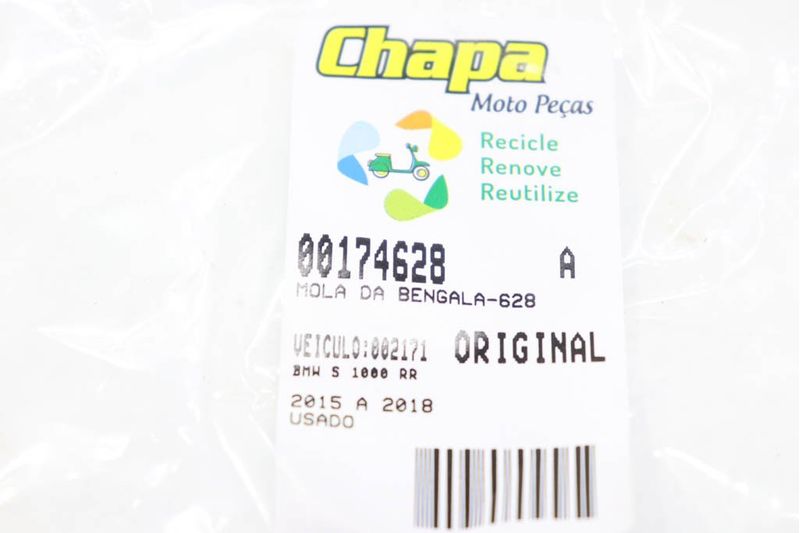 Chapa
Moto Peças
Recicle
Renove
Reutilize
00174628 A
MOLA DA BENGALA-628
VEICULO:002171 ORIGINAL
BMW S 1000 RR
2015 A 2018
USADO